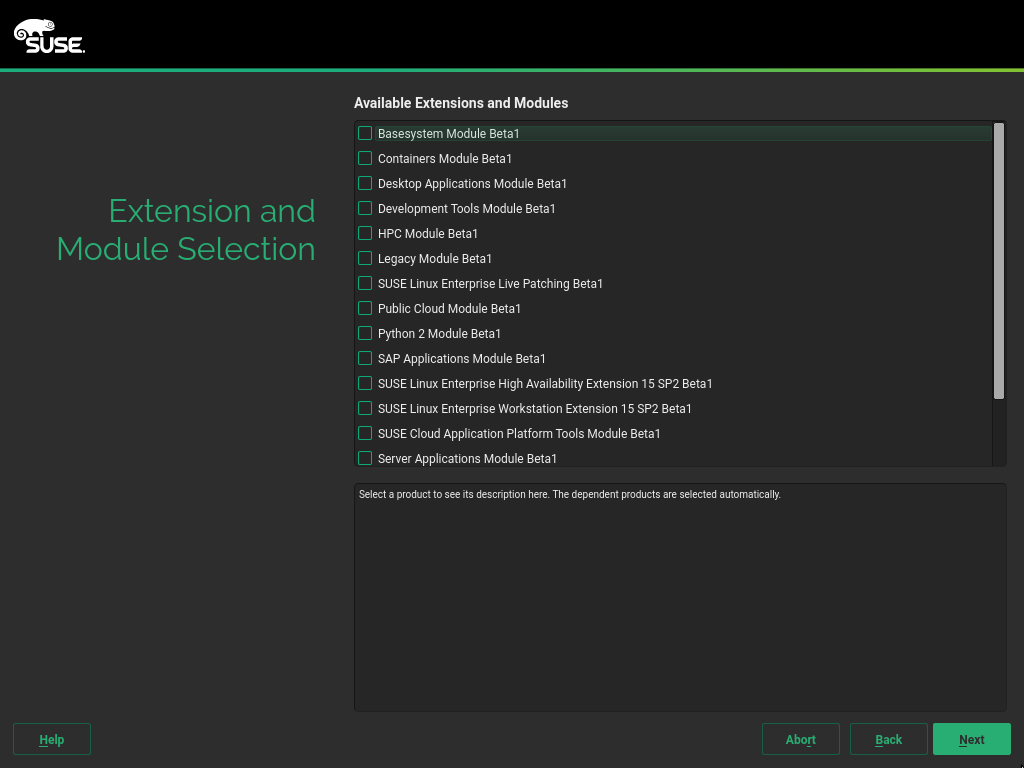 SUSE.
Available Extensions and Modules
Extension and
Module Selection
Basesystem Module Beta1
Containers Module Beta1
Desktop Applications Module Beta1
Development Tools Module Beta1
HPC Module Beta1
Legacy Module Beta1
SUSE Linux Enterprise Live Patching Beta1
Public Cloud Module Beta1
Python 2 Module Beta1
SAP Applications Module Beta1
SUSE Linux Enterprise High Availability Extension 15 SP2 Beta1
SUSE Linux Enterprise Workstation Extension 15 SP2 Beta1
SUSE Cloud Application Platform Tools Module Beta1
Server Applications Module Beta1
Select a product to see its description here. The dependent products are selected automatically.
Help
Abort
Back
Next